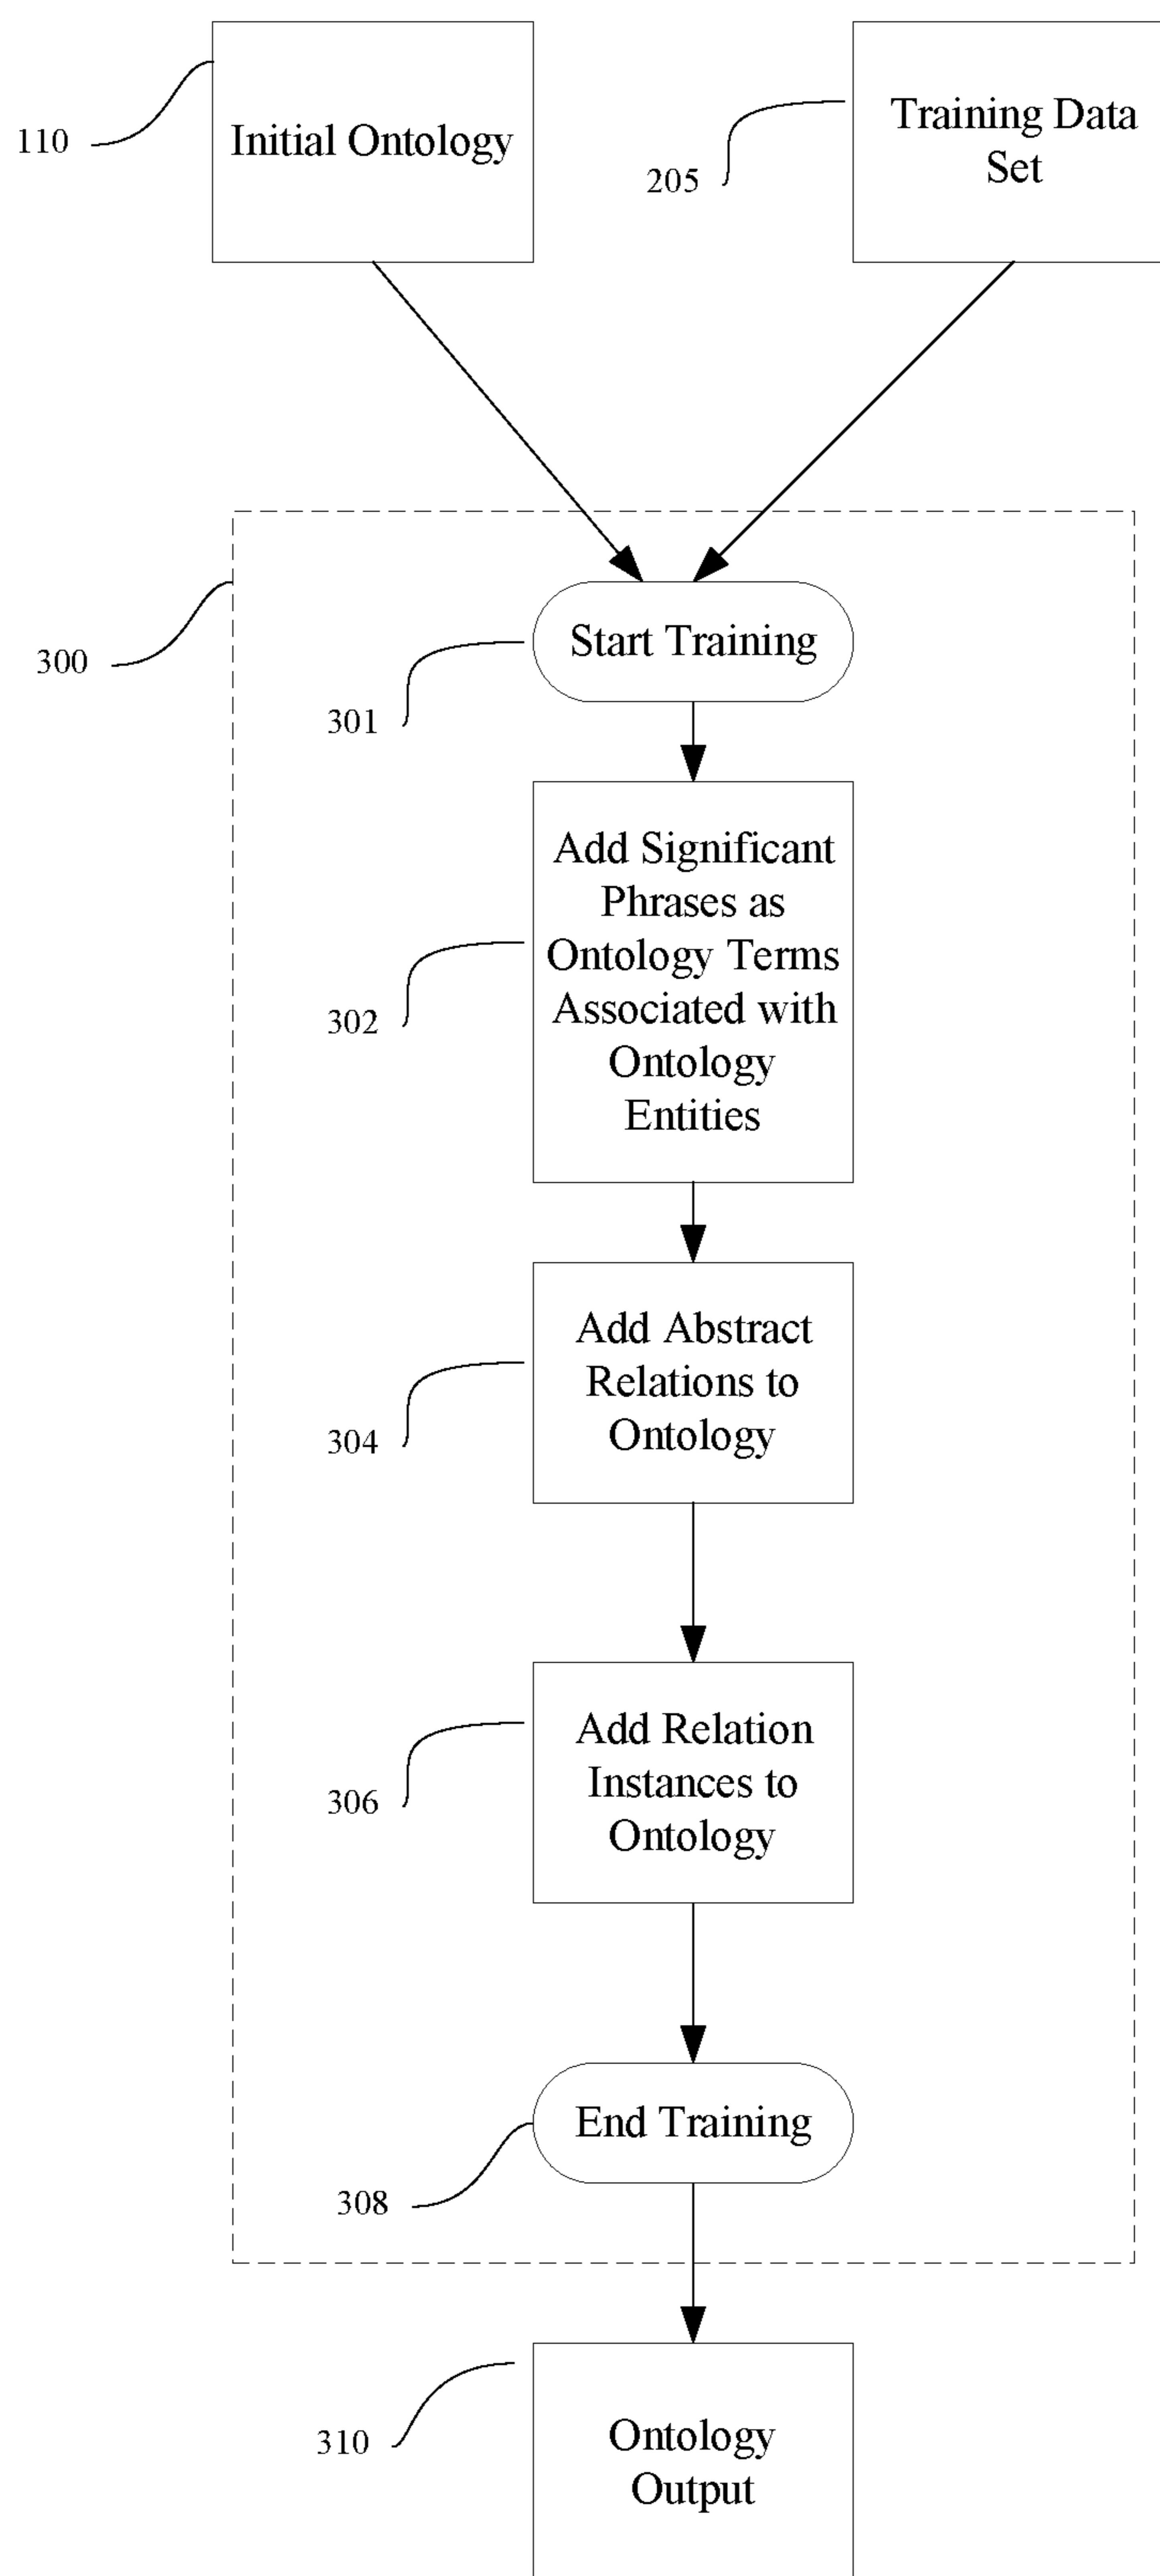 110
Initial Ontology
205
Training Data
Set
300
301
Start Training
302
Add Significant
Phrases as
Ontology Terms
Associated with
Ontology
Entities
304
Add Abstract
Relations to
Ontology
306
Add Relation
Instances to
Ontology
308
End Training
310
Ontology
Output